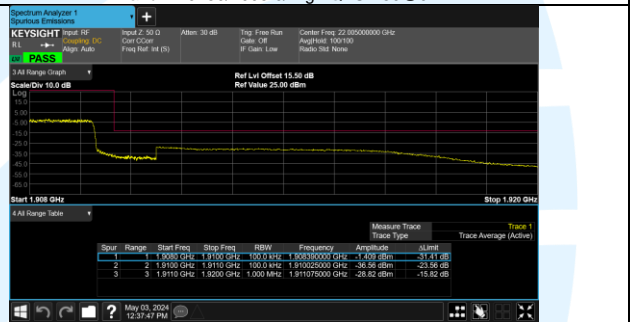 Spectrum Analyzer 1
Spurious Emissions
KEYSIGHT Input: RF Input Z: 50 Ω Atten: 30 dB Trig: Free Run Center Freq: 22.005000000 GHz
RL Coupling: DC Corr CCorr Gate: Off Avg|Hold: 100/100
Align: Auto Freq Ref: Int (S) IF Gain: Low Radio Std: None
PASS
3 All Range Graph
Ref Lvl Offset 15.50 dB
Scale/Div 10.0 dB Ref Value 25.00 dBm
Log
15.0
5.00
-5.00
-15.0
-25.0
-35.0
-45.0
-55.0
-65.0
Start 1.908 GHz Stop 1.920 GHz
4 All Range Table
Measure Trace Trace 1
Trace Type Trace Average (Active)
Spur Range Start Freq Stop Freq RBW Frequency Amplitude ΔLimit
1 1 1.9080 GHz 1.9100 GHz 100.0 kHz 1.908390000 GHz -1.409 dBm -31.41 dB
2 2 1.9100 GHz 1.9110 GHz 100.0 kHz 1.910025000 GHz -36.56 dBm -23.56 dB
3 3 1.9110 GHz 1.9200 GHz 1.000 MHz 1.911075000 GHz -28.82 dBm -15.82 dB
? May 03, 2024
12:37:47 PM